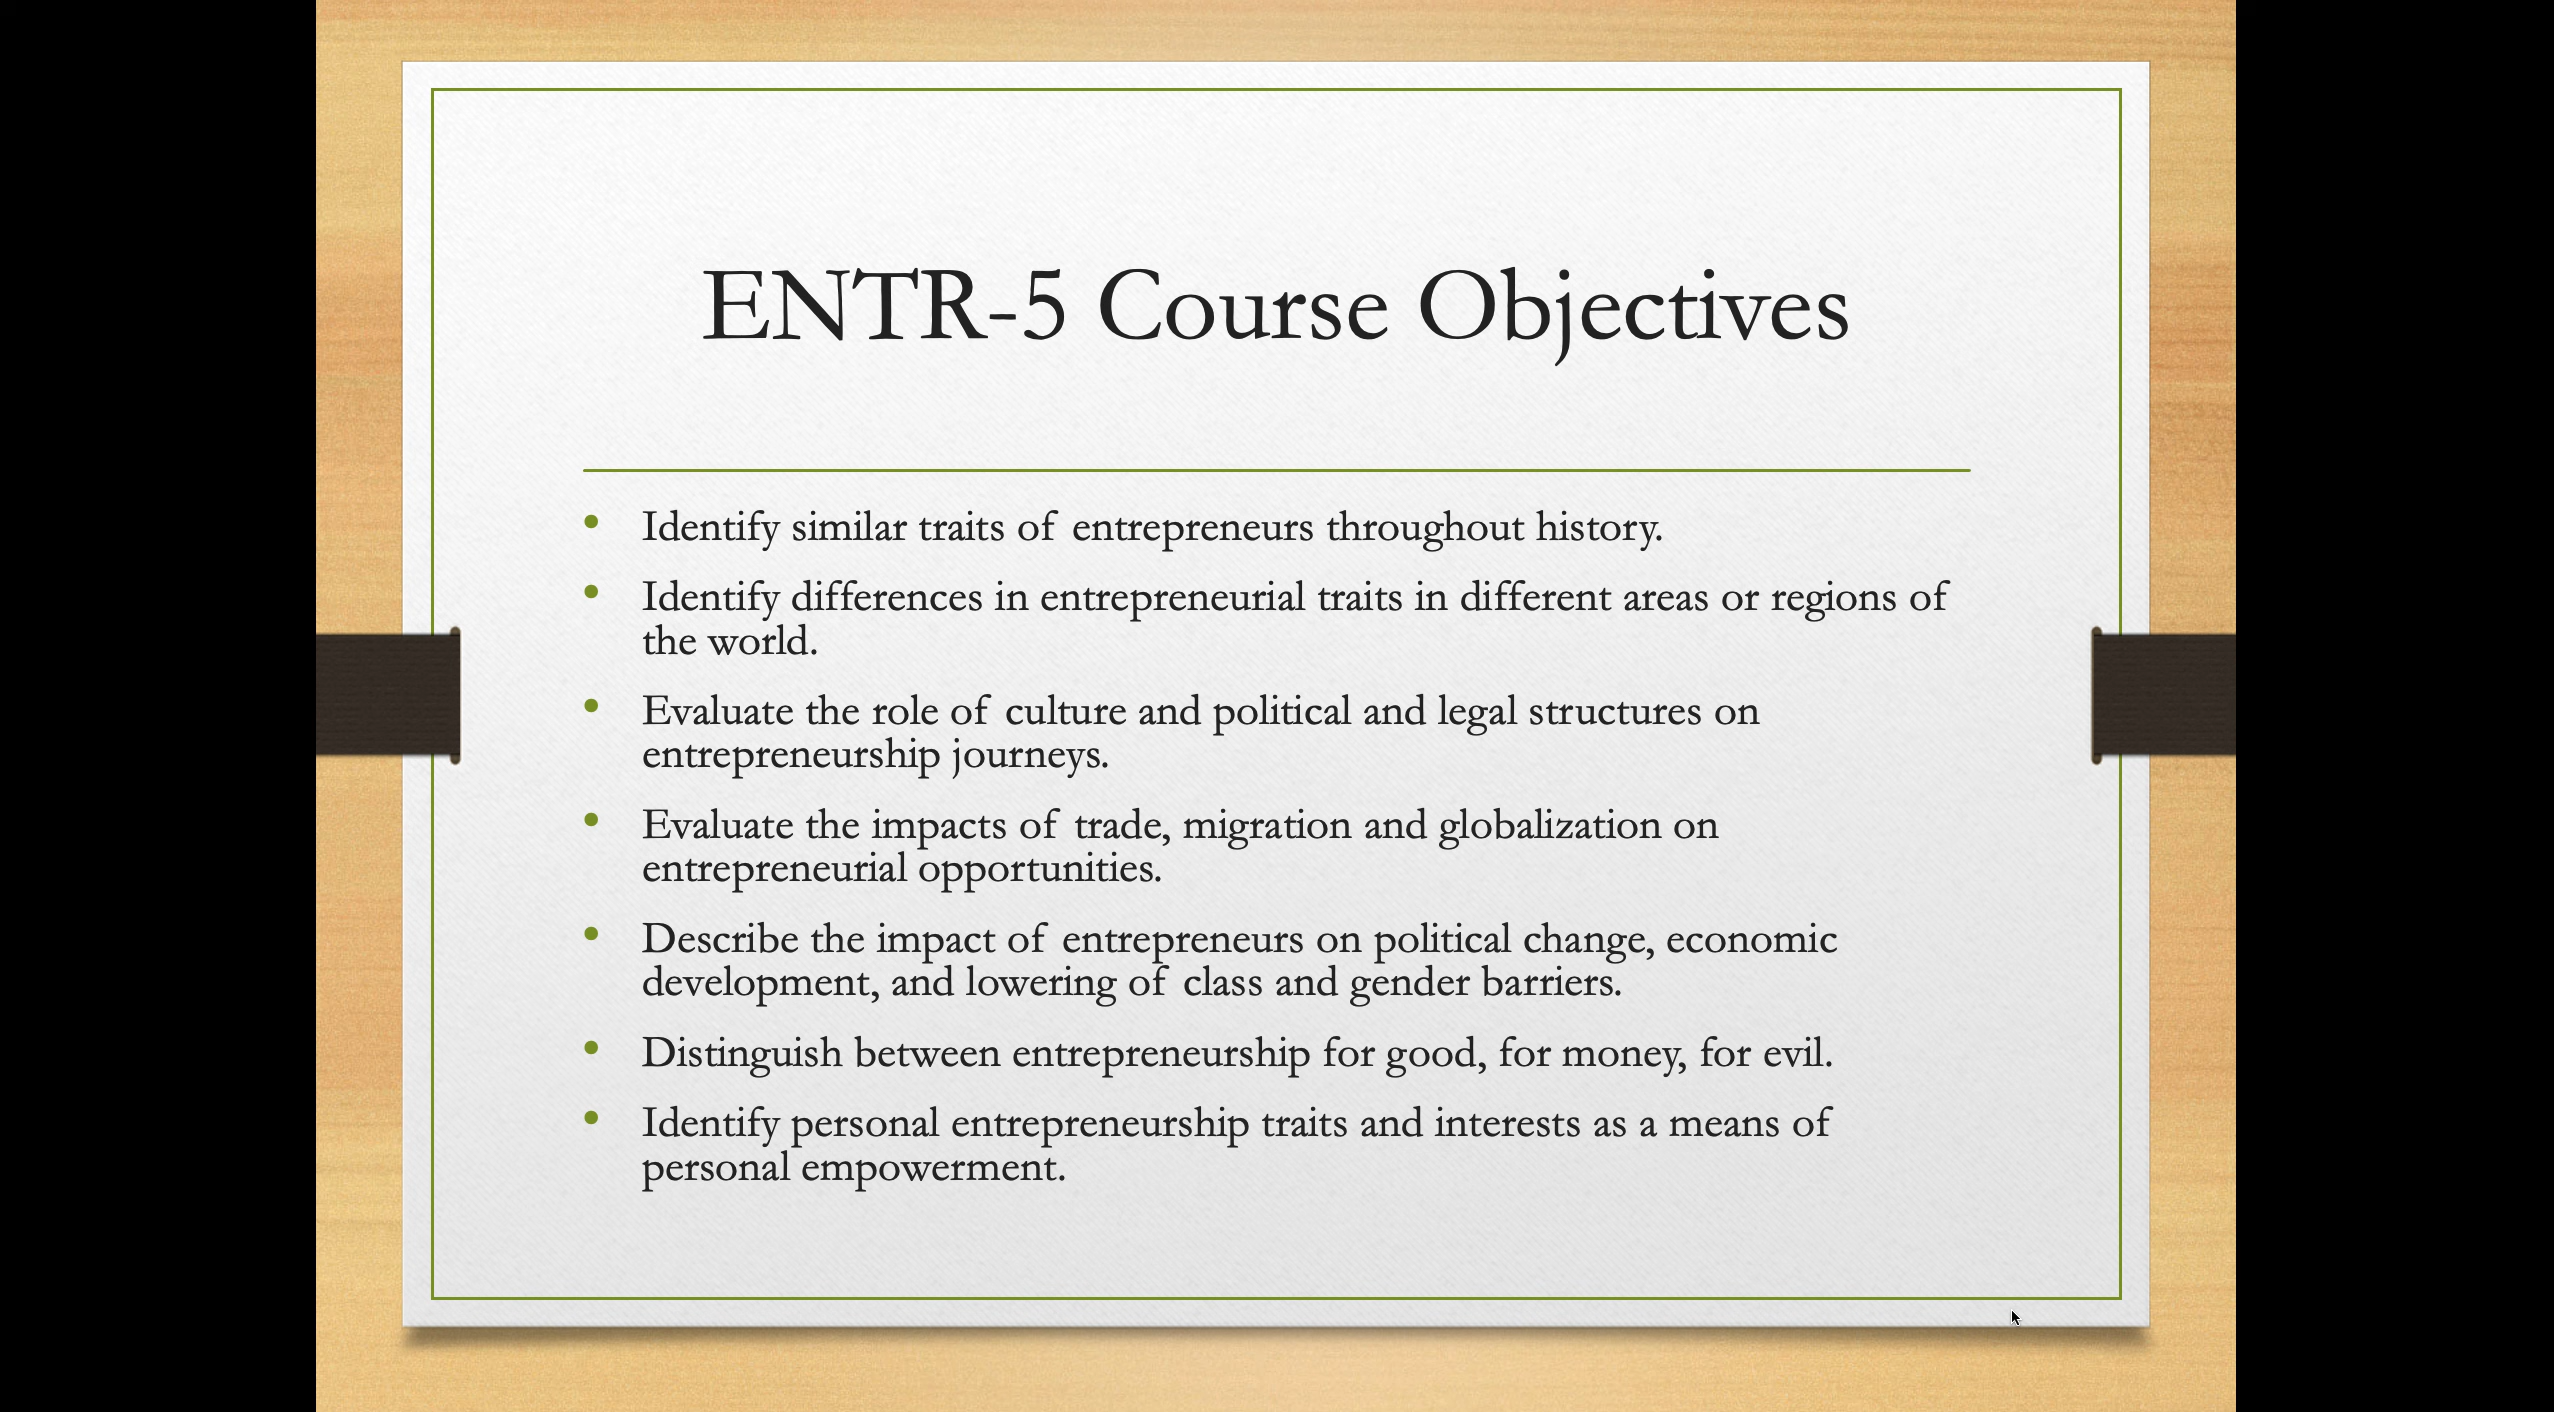 ENTR-5 Course Objectives
• Identify similar traits of entrepreneurs throughout history.
• Identify differences in entrepreneurial traits in different areas or regions of
the world.
• Evaluate the role of culture and political and legal structures on
entrepreneurship journeys.
• Evaluate the impacts of trade, migration and globalization on
entrepreneurial opportunities.
• Describe the impact of entrepreneurs on political change, economic
development, and lowering of class and gender barriers.
• Distinguish between entrepreneurship for good, for money, for evil.
• Identify personal entrepreneurship traits and interests as a means of
personal empowerment.